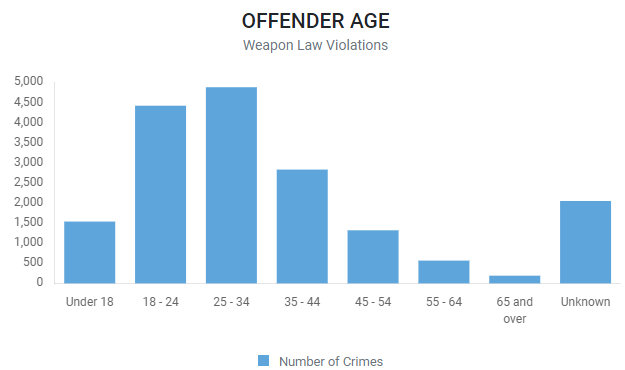 OFFENDER AGE
Weapon Law Violations
5,000
4,500
4,000
3,500
3,000
2,500
2,000
1,500
1,000
500
0
Under 18 18 - 24 25 - 34 35 - 44 45 - 54 55 - 64 65 and Unknown
over
Number of Crimes